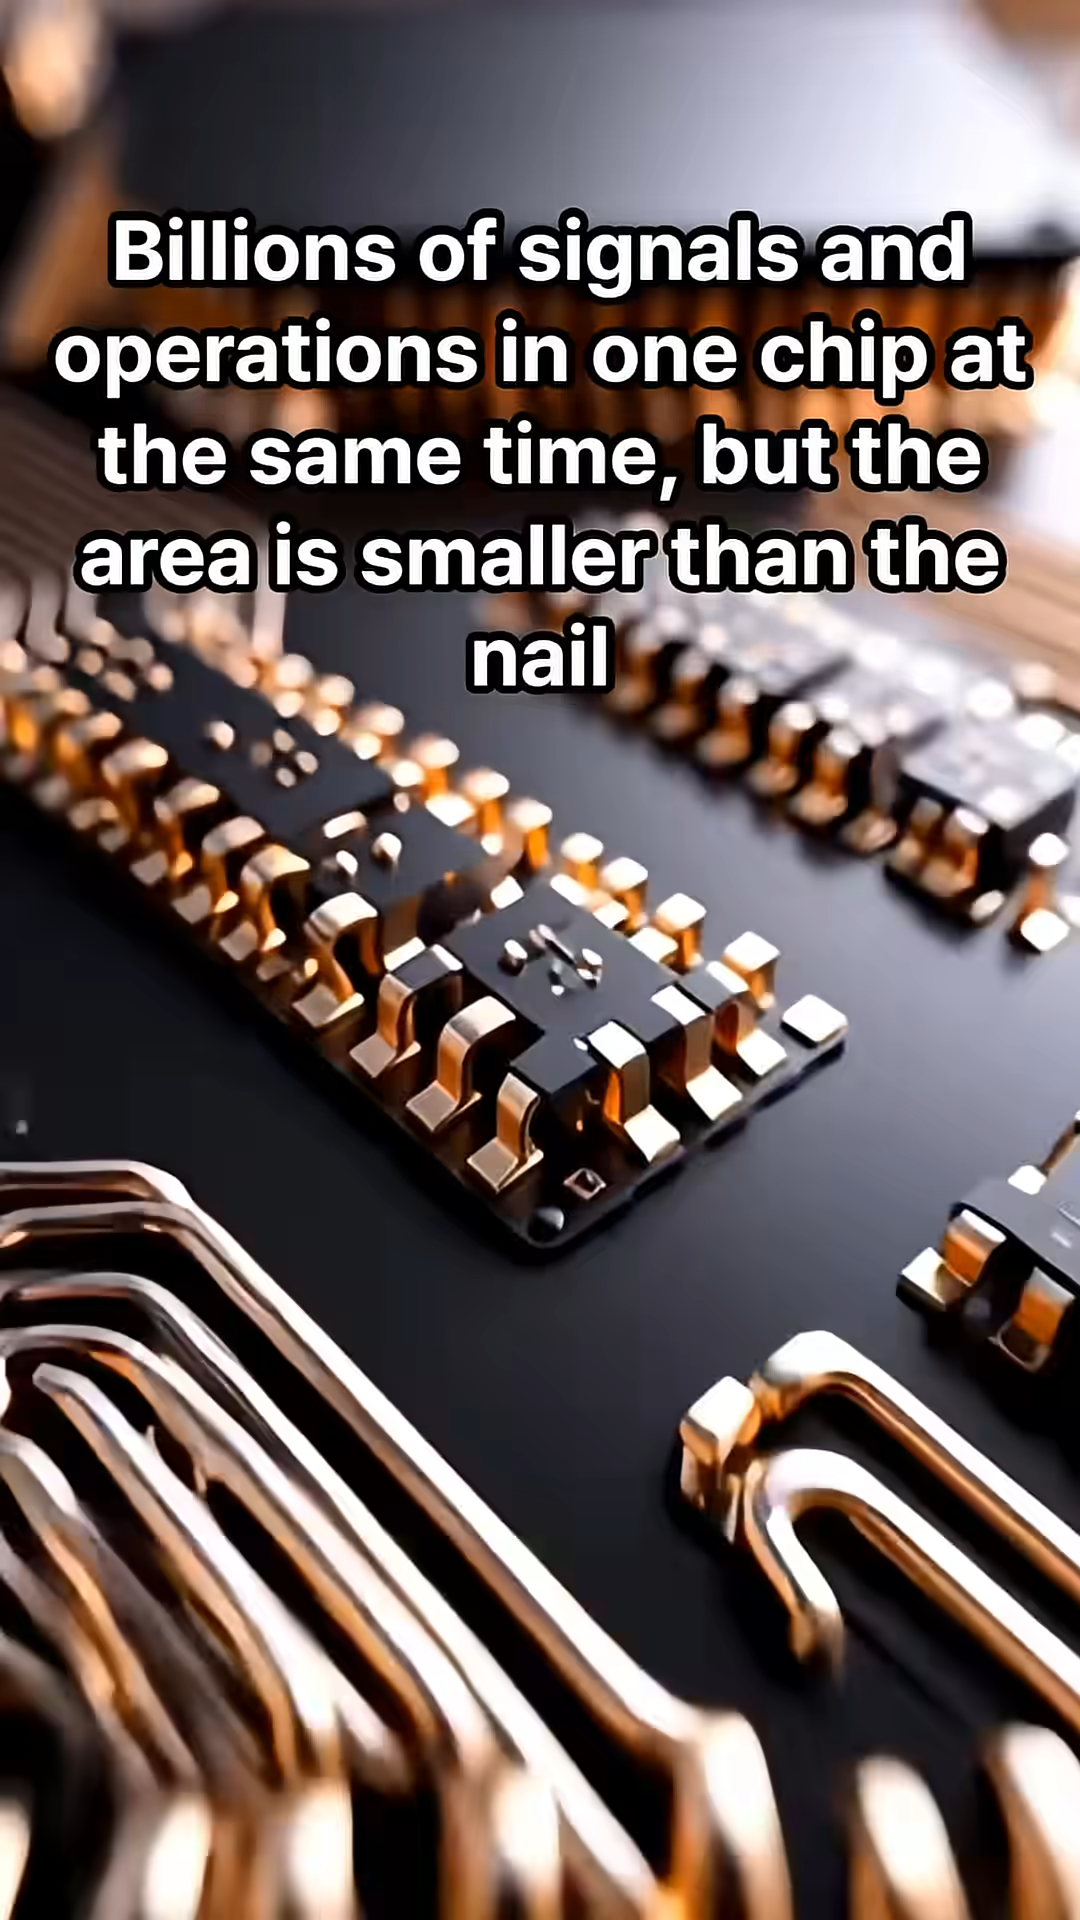 Billions of signals and
operations in one chip at
the same time, but the
area is smaller than the
nail